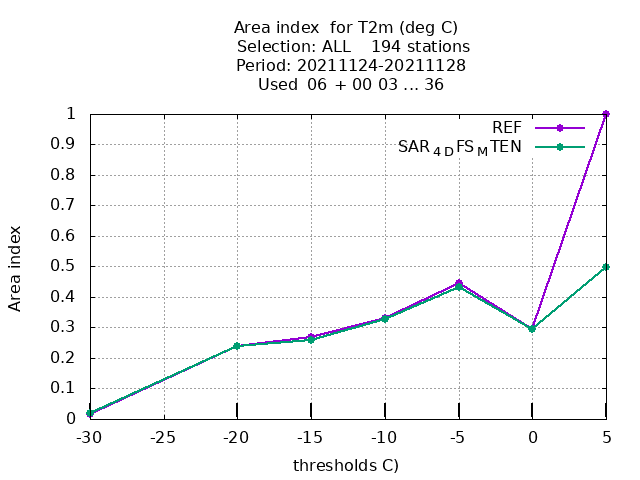 Area index  for T2m (deg C)
Selection: ALL    194 stations
Period: 20211124-20211128
Used  06 + 00 03 ... 36
REF
SAR4DFSMTEN
1
0.9
0.8
0.7
0.6
0.5
0.4
0.3
0.2
0.1
0
Area index
-30 -25 -20 -15 -10 -5 0 5
thresholds C)